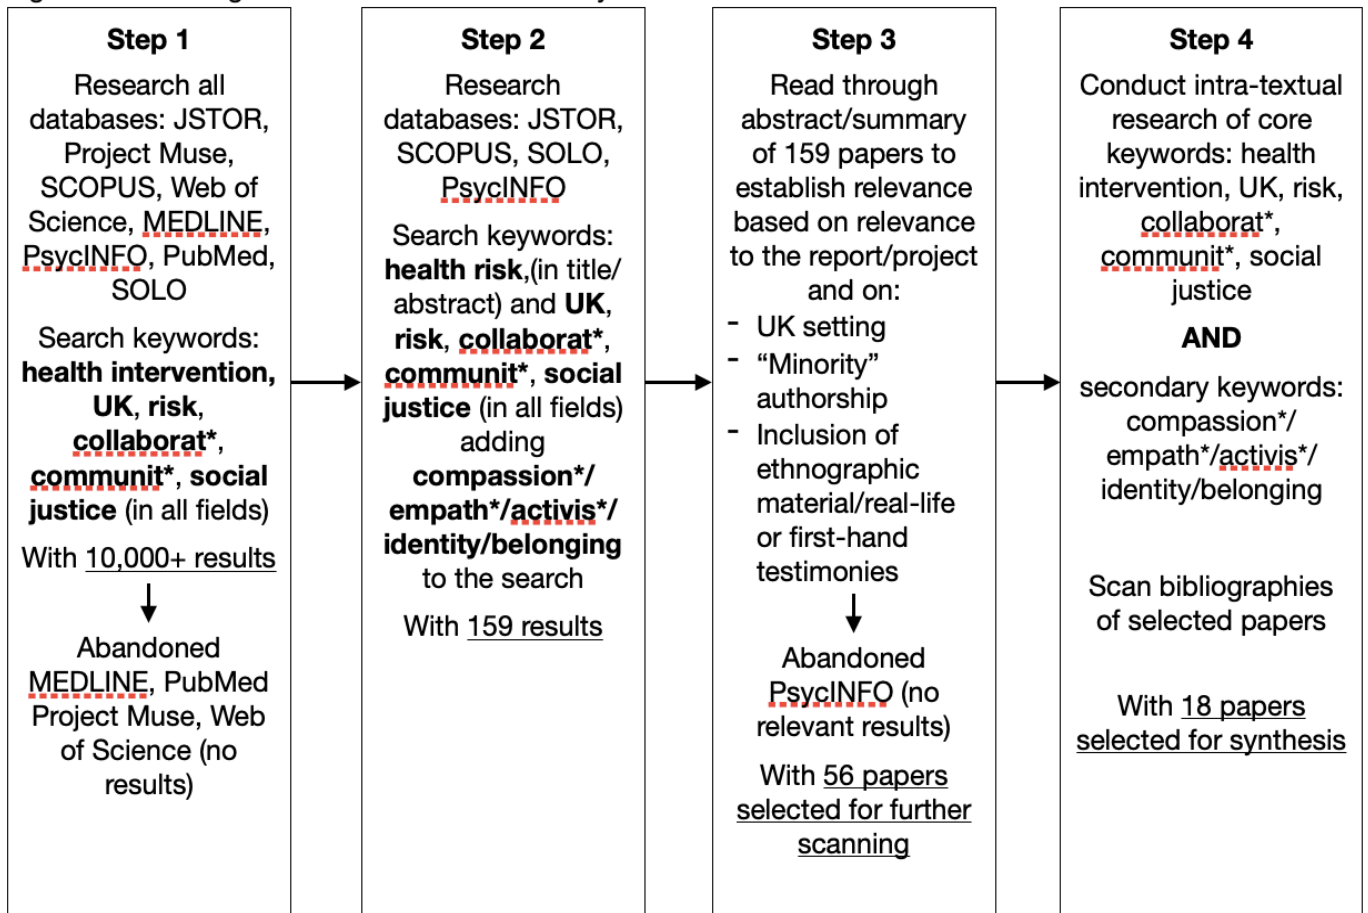 Step 1
Research all
databases: JSTOR,
Project Muse,
SCOPUS, Web of
Science, MEDLINE,
PsycINFO, PubMed,
SOLO
Search keywords:
health intervention,
UK, risk,
collaborat*,
communit*, social
justice (in all fields)
With 10,000+ results
Abandoned
MEDLINE, PubMed
Project Muse, Web
of Science (no
results)
Step 2
Research
databases: JSTOR,
SCOPUS, SOLO,
PsycINFO
Search keywords:
health risk,(in title/
abstract) and UK,
risk, collaborat*,
communit*, social
justice (in all fields)
adding
compassion*/
empath*/activis*/
identity/belonging
to the search
With 159 results
Step 3
Read through
abstract/summary
of 159 papers to
establish relevance
based on relevance
to the report/project
and on:
- UK setting
- “Minority”
authorship
- Inclusion of
ethnographic
material/real-life
or first-hand
testimonies
Abandoned
PsycINFO (no
relevant results)
With 56 papers
selected for further
scanning
Step 4
Conduct intra-textual
research of core
keywords: health
intervention, UK, risk,
collaborat*,
communit*, social
justice
AND
secondary keywords:
compassion*/
empath*/activis*/
identity/belonging
Scan bibliographies
of selected papers
With 18 papers
selected for synthesis